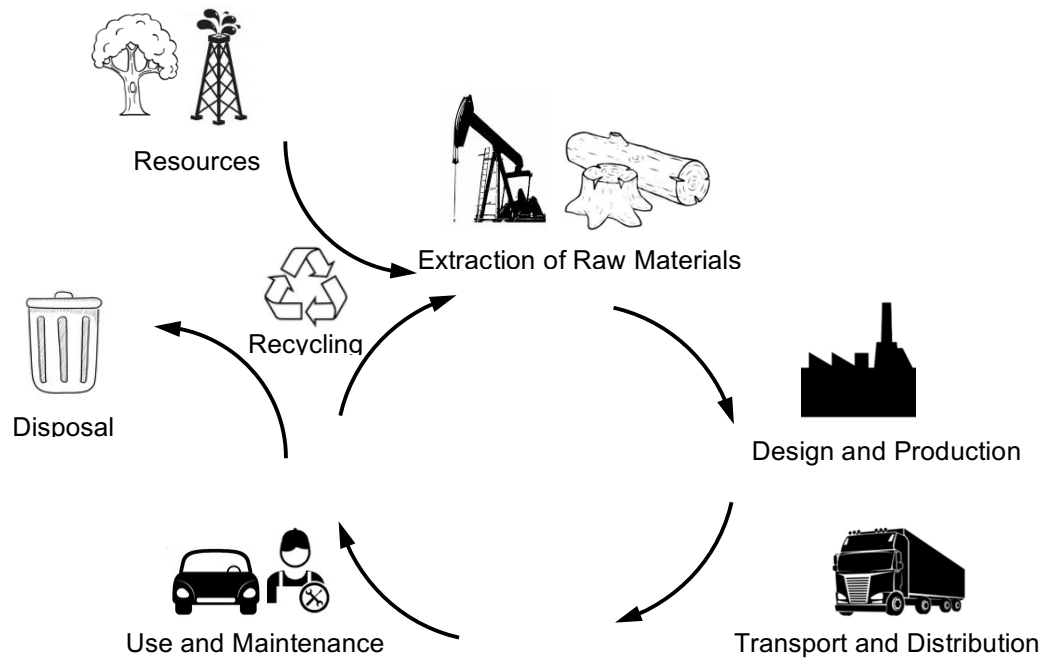 Resources
Extraction of Raw Materials
Recycling
Disposal
Design and Production
Use and Maintenance
Transport and Distribution